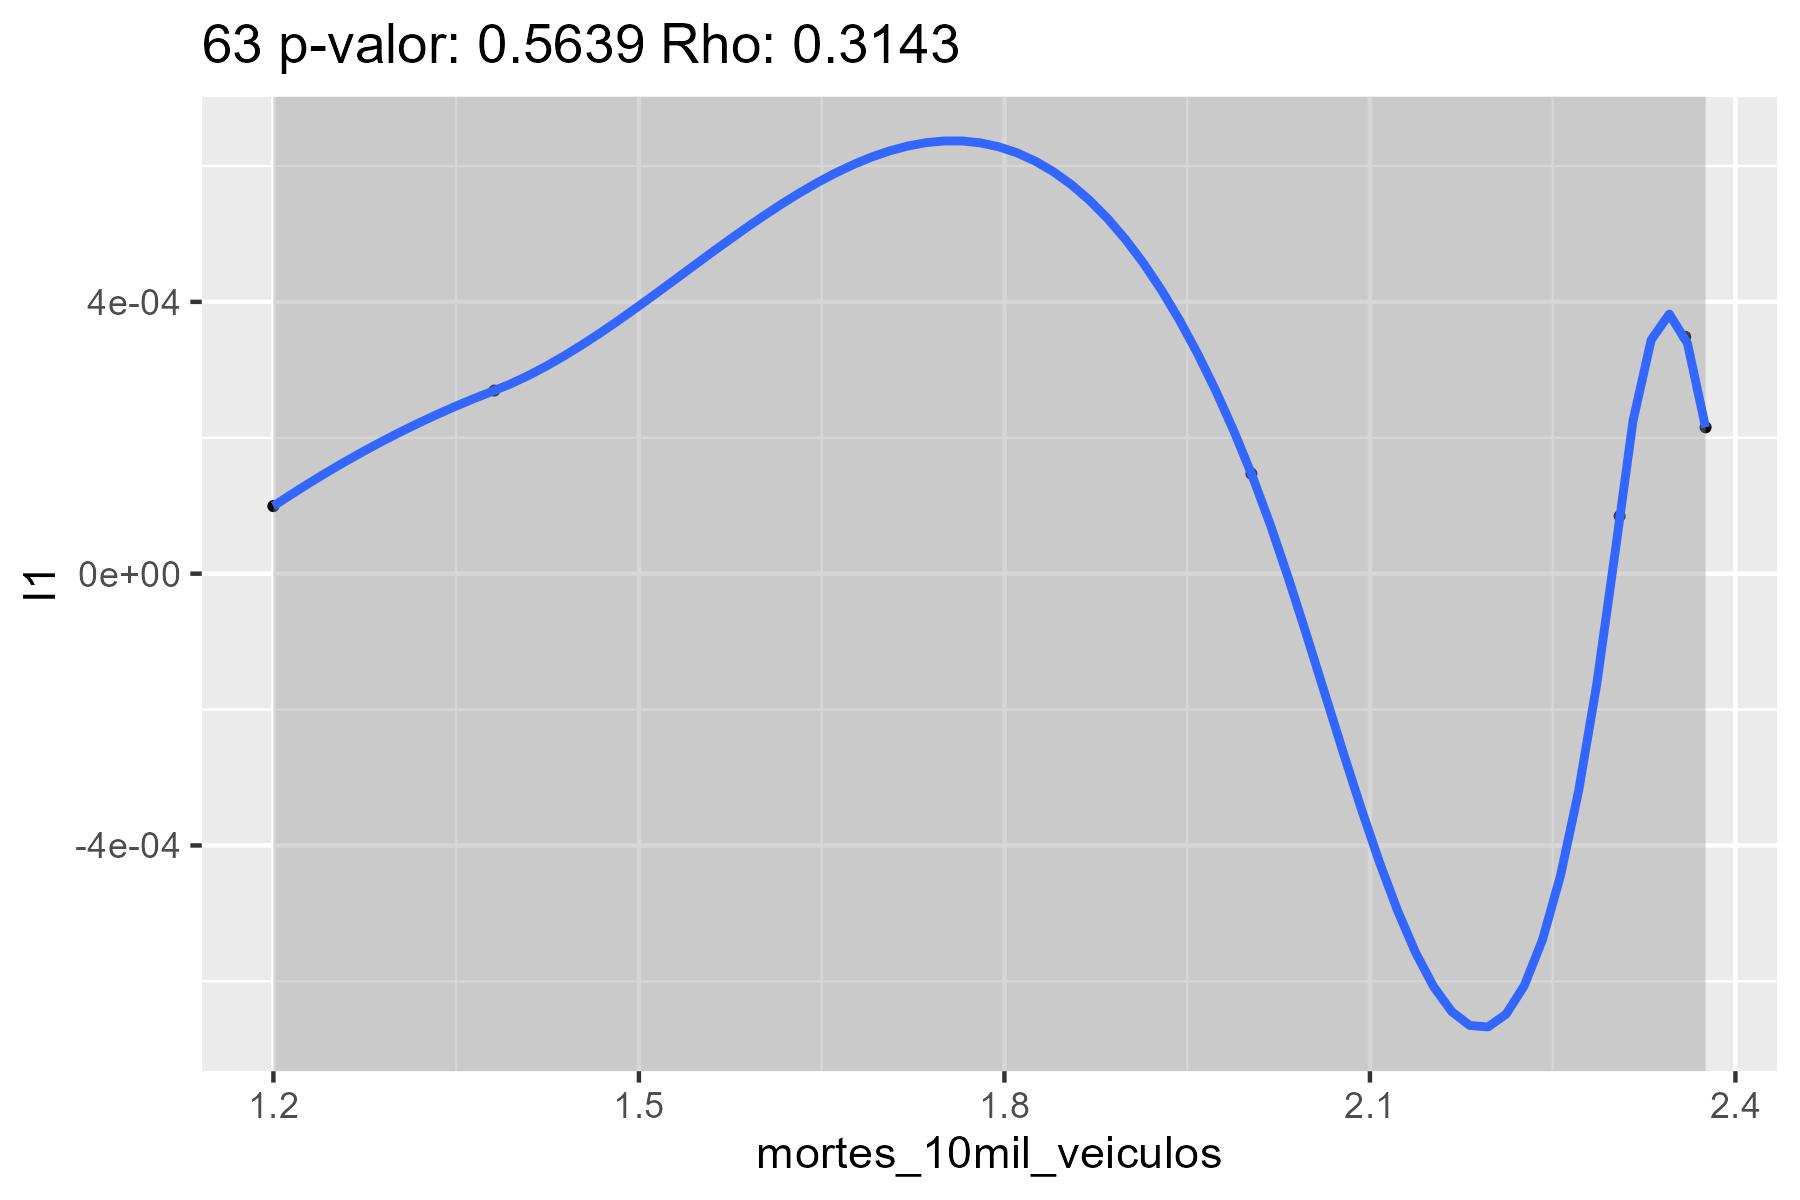 63 p-valor: 0.5639 Rho: 0.3143
4e-04
0e+00
-4e-04
I1
1.2 1.5 1.8 2.1 2.4
mortes_10mil_veiculos